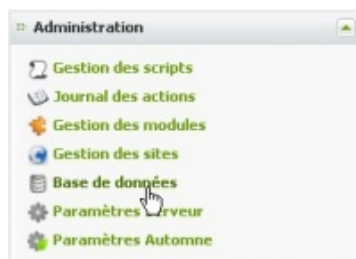 Administration
Gestion des scripts
Journal des actions
Gestion des modules
Gestion des sites
Base de données
Paramètres serveur
Paramètres Automne